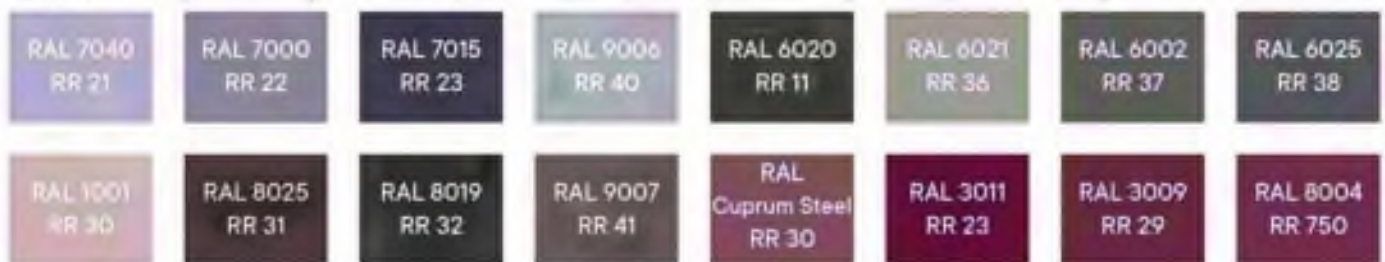 RAL 7040
RR 21
RAL 7000
RR 22
RAL 7015
RR 23
RAL 9006
RR 40
RAL 6020
RR 11
RAL 6021
RR 36
RAL 6002
RR 37
RAL 6025
RR 38
RAL 1001
RR 30
RAL 8025
RR 31
RAL 8019
RR 32
RAL 9007
RR 41
RAL
Cuprum Steel
RR 30
RAL 3011
RR 23
RAL 3009
RR 29
RAL 8004
RR 750